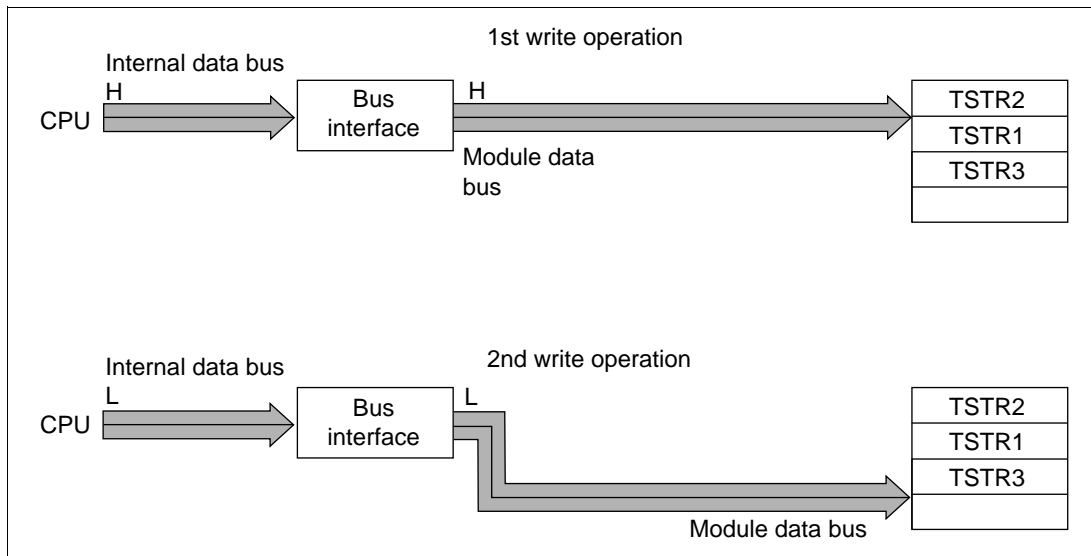 1st write operation
Internal data bus
H
CPU
Bus
interface
H
Module data
bus
TSTR2
TSTR1
TSTR3
2nd write operation
Internal data bus
L
CPU
Bus
interface
L
Module data bus
TSTR2
TSTR1
TSTR3